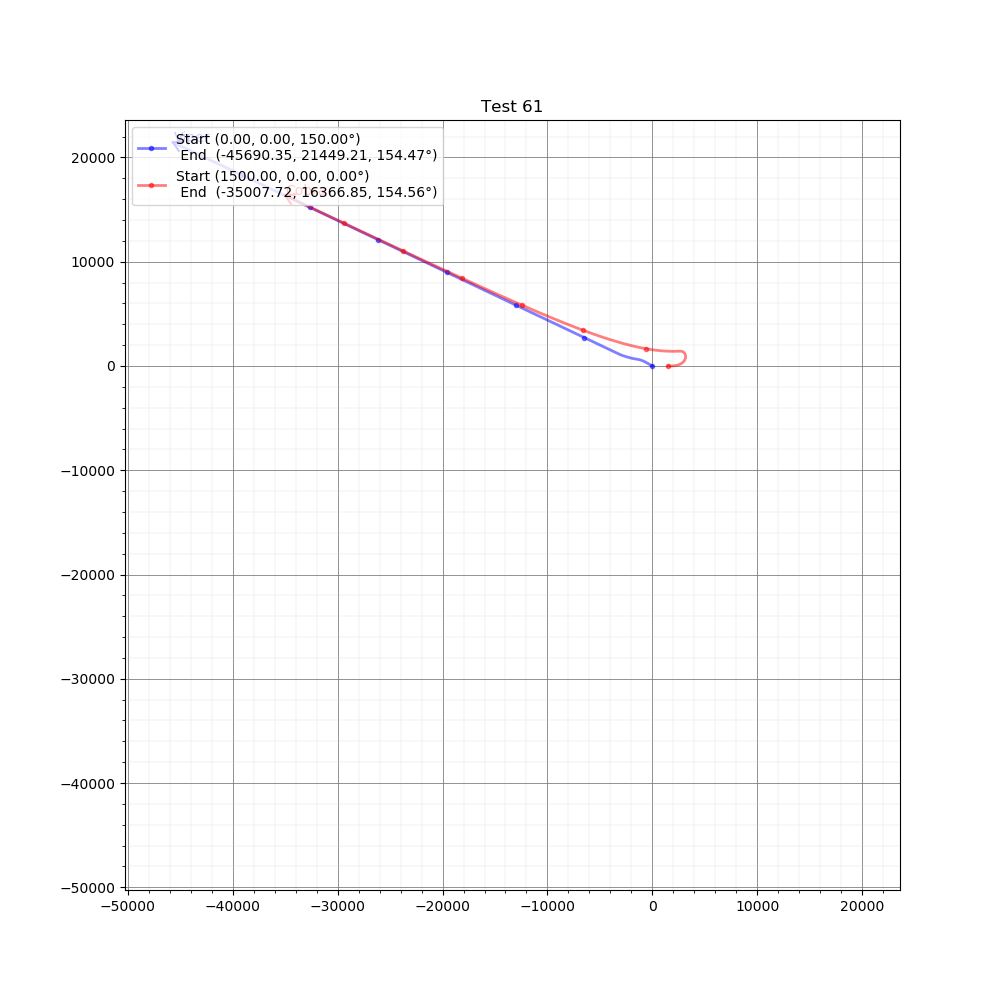 Test 61
Start (0.00, 0.00, 150.00°)
End (-45690.35, 21449.21, 154.47°)
Start (1500.00, 0.00, 0.00°)
End (-35007.72, 16366.85, 154.56°)
20000
10000
0
−10000
−20000
−30000
−40000
−50000
−50000 −40000 −30000 −20000 −10000 0 10000 20000